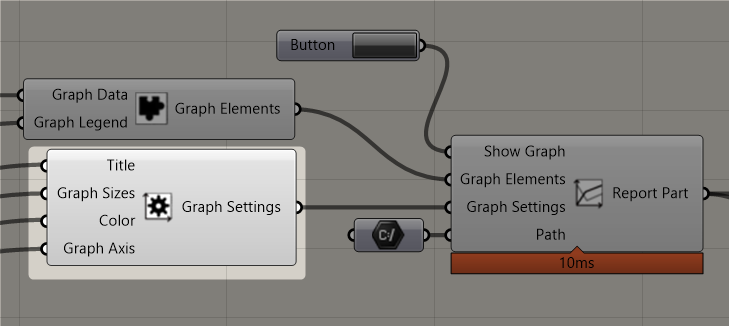 Button
Graph Data
Graph Legend
Graph Elements
Title
Graph Sizes
Color
Graph Axis
Graph Settings
C:/
Show Graph
Graph Elements
Graph Settings
Path
Report Part
10ms